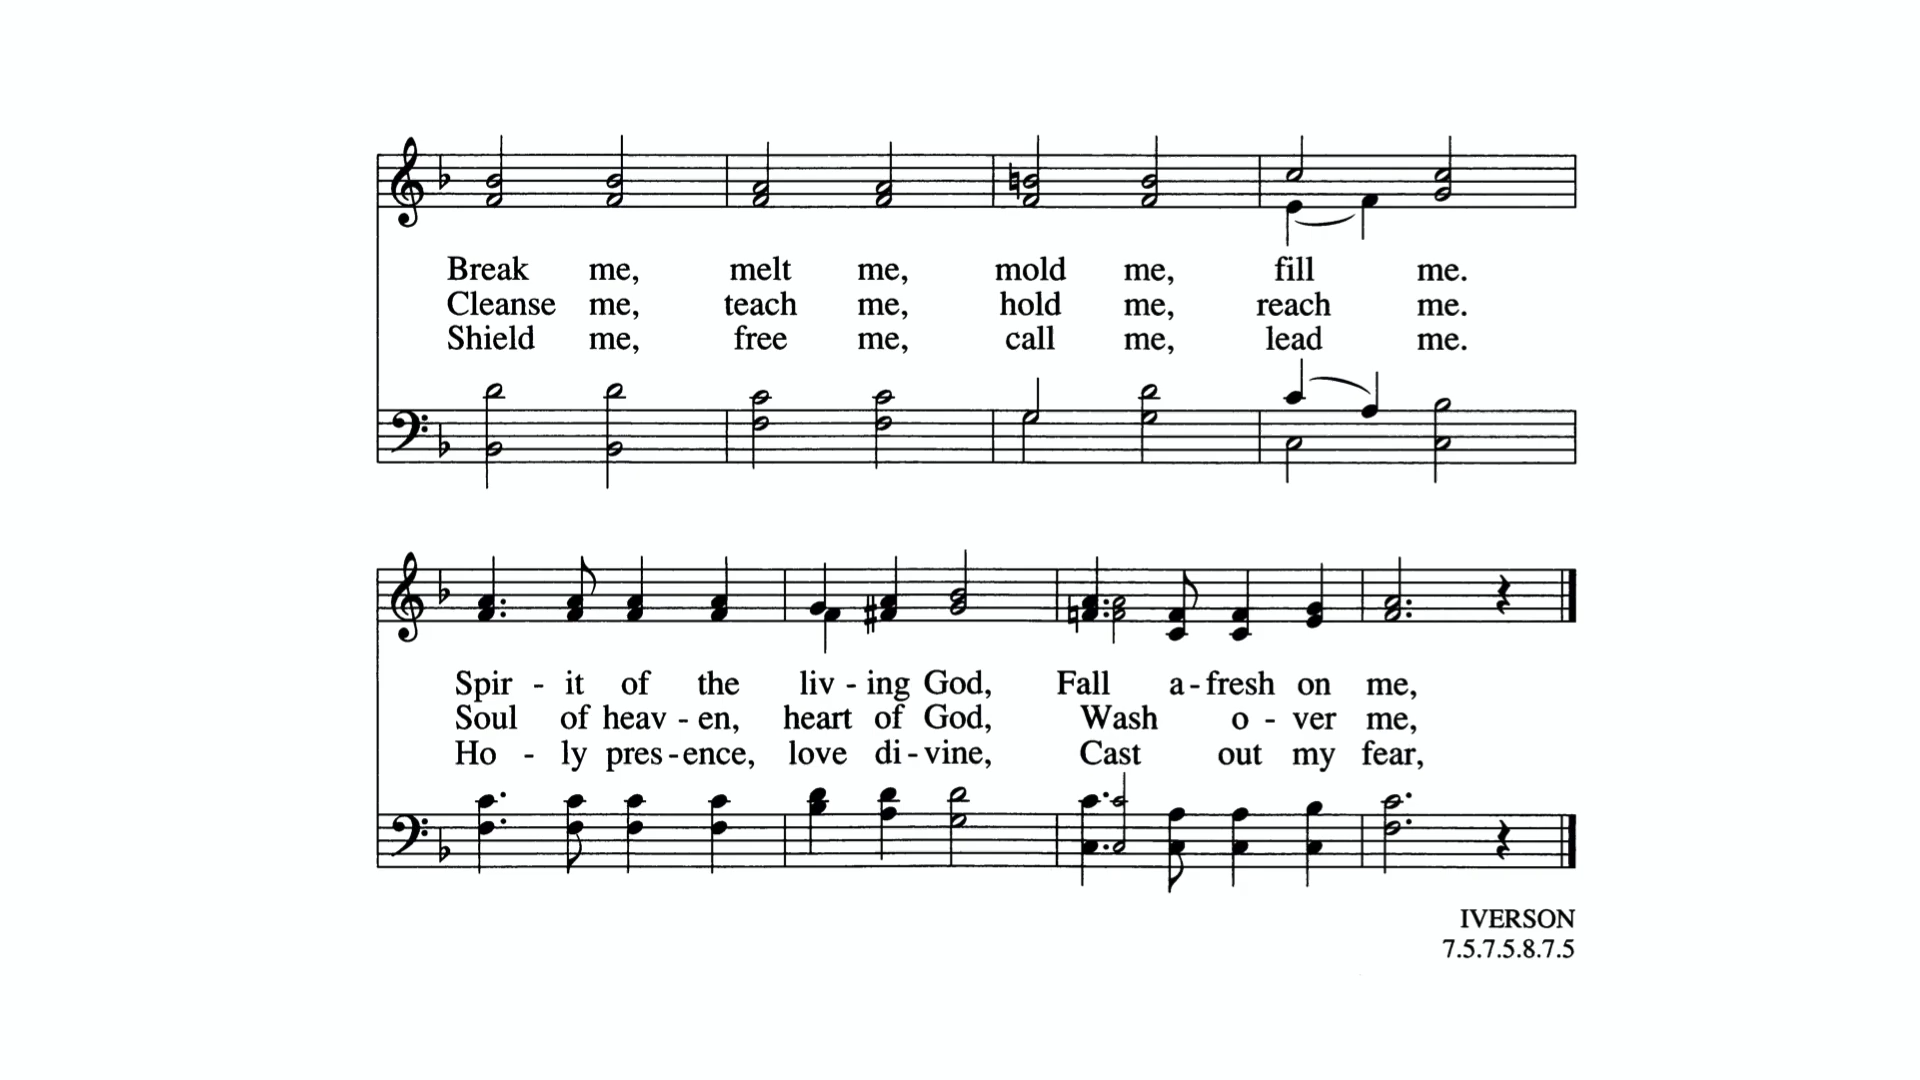 Break me, melt me, mold me, fill me.
Cleanse me, teach me, hold me, reach me.
Shield me, free me, call me, lead me.
Spir - it of the liv - ing God, Fall a - fresh on me,
Soul of heav - en, heart of God, Wash o - ver me,
Ho - ly pres - ence, love di - vine, Cast out my fear,
IVERSON
7.5.7.5.8.7.5